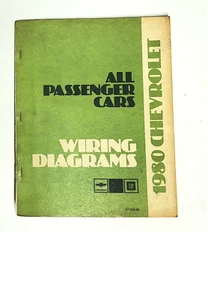 ALL
PASSENGER
CARS
WIRING
DIAGRAMS
1980 CHEVROLET